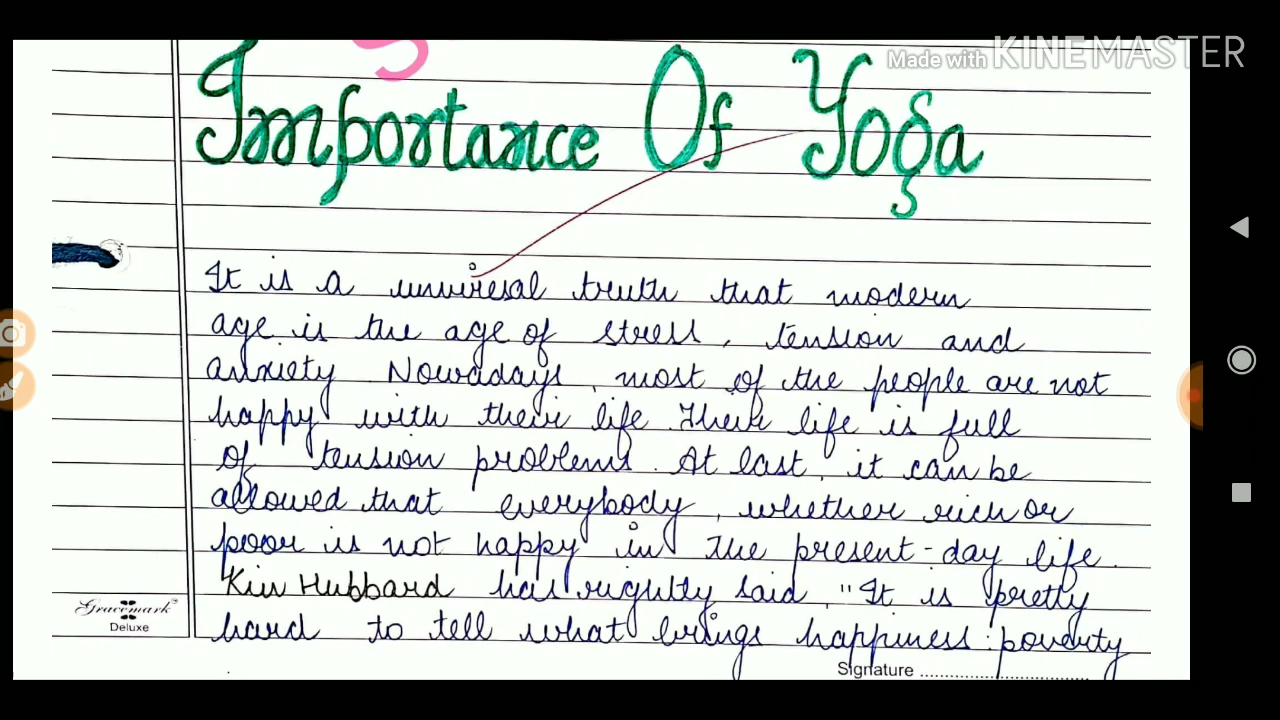 Made with KINEMASTER
Importance Of Yoga
It is a univiresal truth that modern
age is the age of stress, tension and
anxiety Nowadays, most of the people are not
happy with their life. Their life is full
of tension problems. At last, it can be
allowed that everybody, whether rich or
poor is not happy in the present-day life.
Kin Hubbard has rightly said, "It is pretty
hard to tell what brings happiness : poverty
Gracemark
Deluxe
Signature ....................................